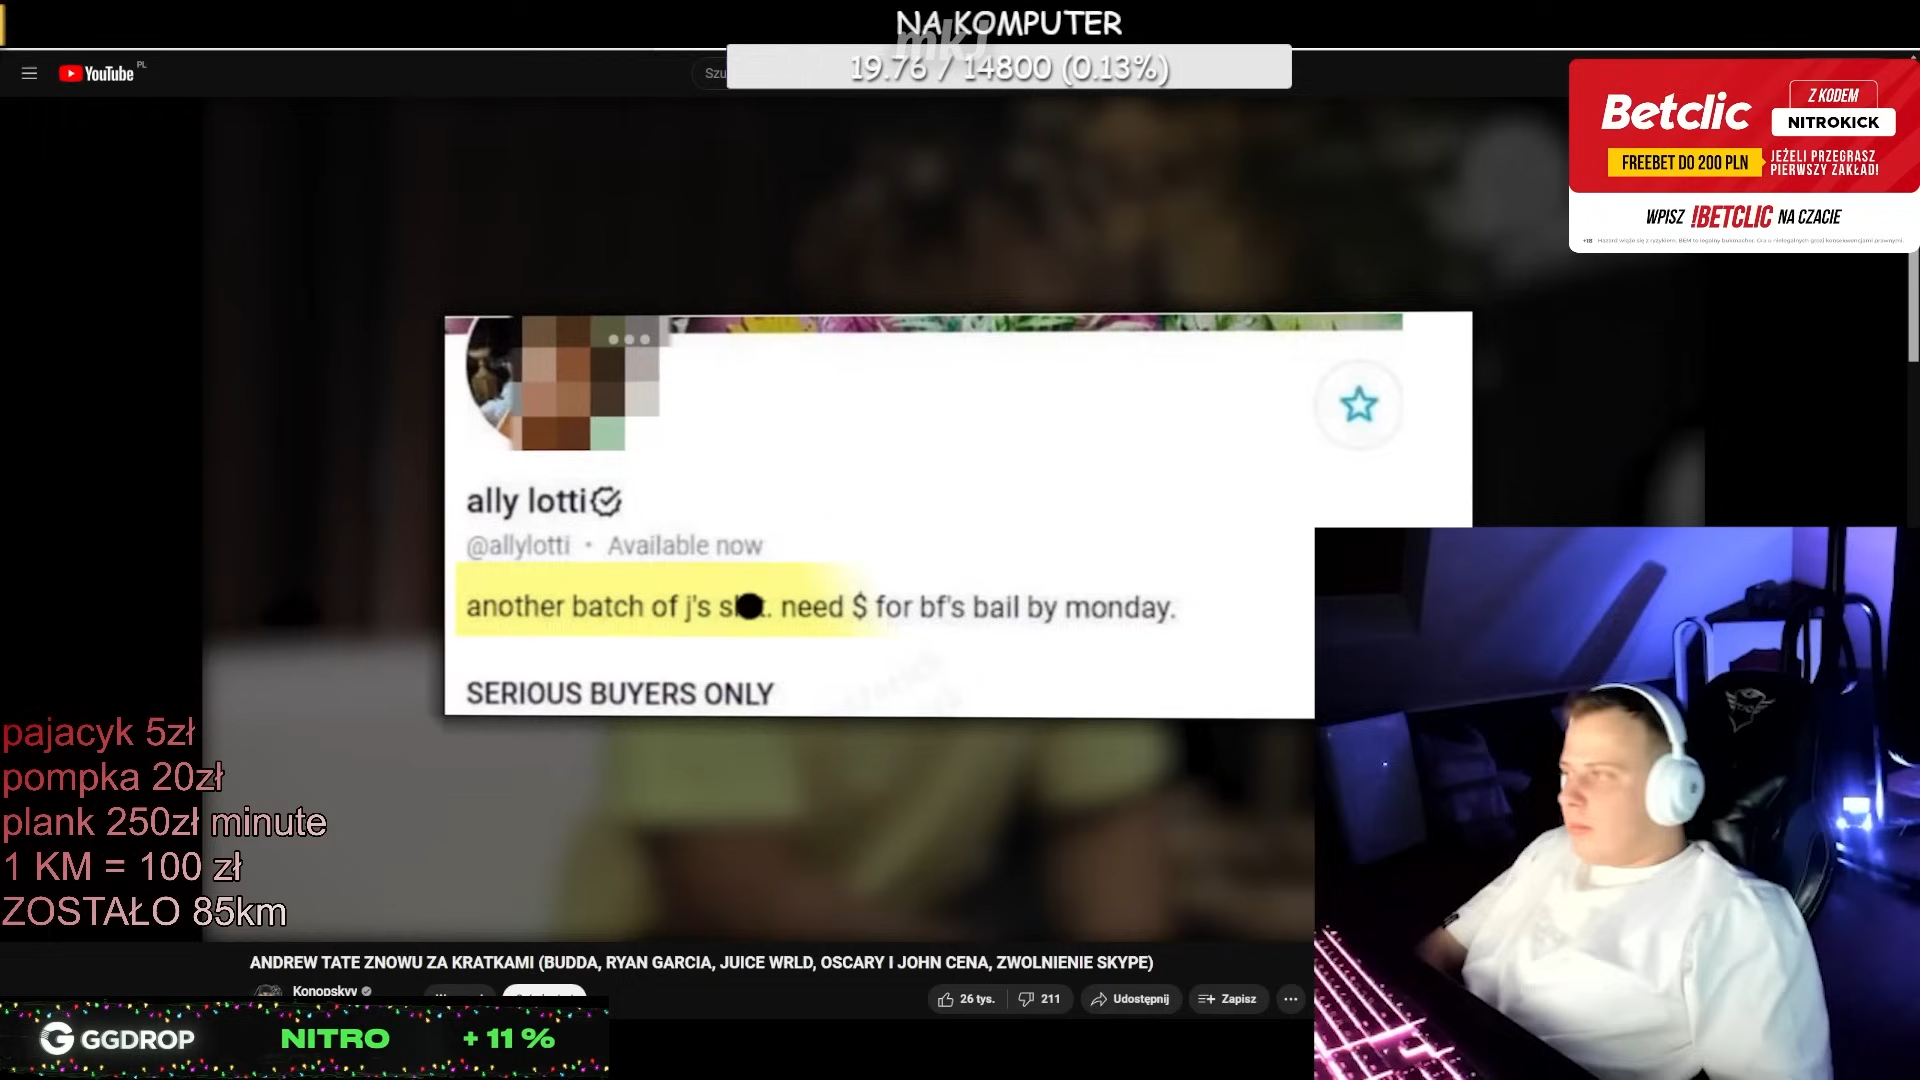 NA KOMPUTER
mkJ
19.76 / 14800 (0.13%)
YouTube PL
Szu
Betclic
Z KODEM
NITROKICK
FREEBET DO 200 PLN
JEŻELI PRZEGRASZ
PIERWSZY ZAKŁAD!
WPISZ !BETCLIC NA CZACIE
ally lotti
@allylotti · Available now
another batch of j's s t. need $ for bf's bail by monday.
SERIOUS BUYERS ONLY
pajacyk 5zł
pompka 20zł
plank 250zł minute
1 KM = 100 zł
ZOSTAŁO 85km
ANDREW TATE ZNOWU ZA KRATKAMI (BUDDA, RYAN GARCIA, JUICE WRLD, OSCARY I JOHN CENA, ZWOLNIENIE SKYPE)
Konopskyy
26 tys.
211
Udostępnij
Zapisz
GGDROP
NITRO
+ 11 %